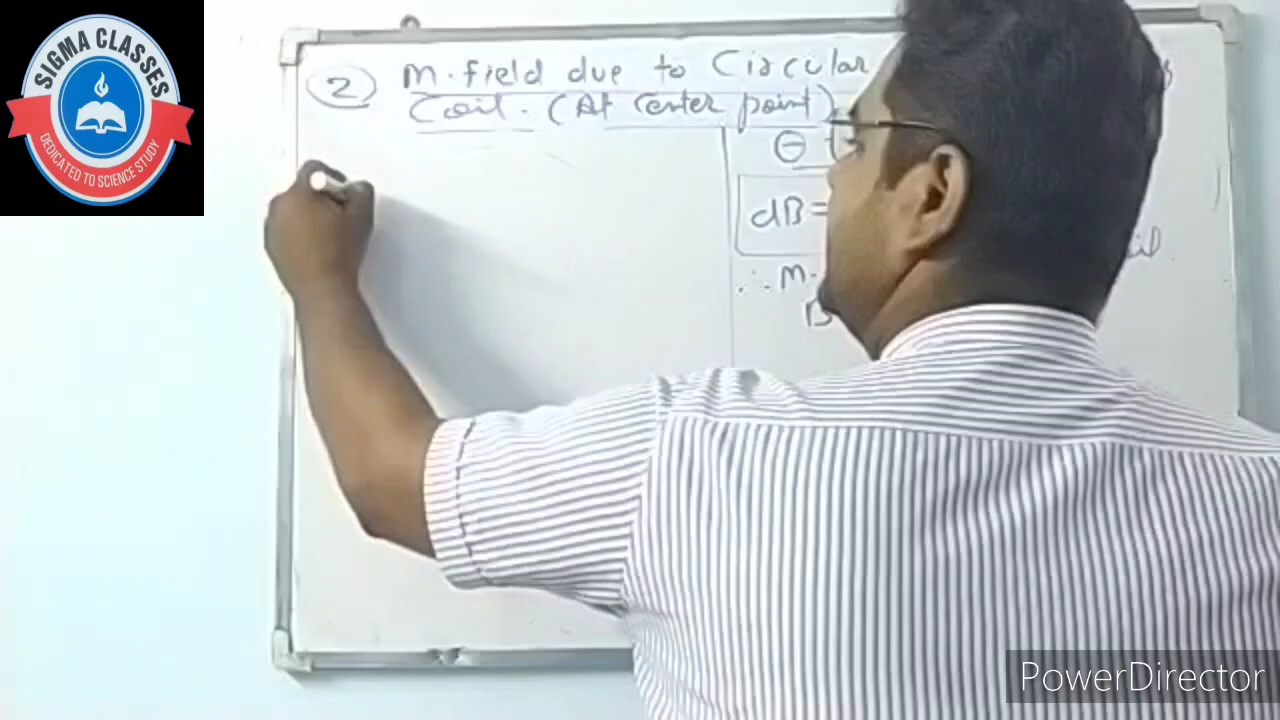 SIGMA CLASSES
DEDICATED TO SCIENCE STUDY
2 M.field due to Circular
Coil. (At Center point)
θ
dB=
∴ M.
B
PowerDirector